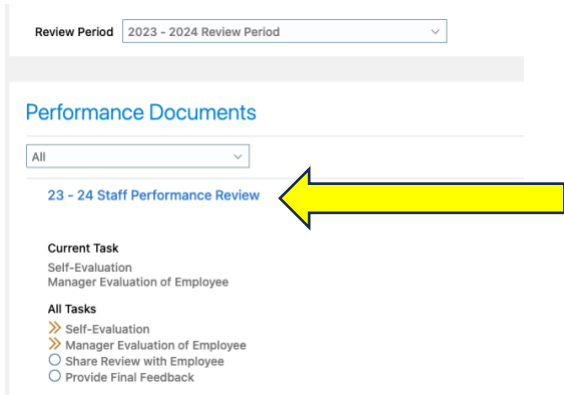 Review Period 2023 - 2024 Review Period
Performance Documents
All
23 - 24 Staff Performance Review
Current Task
Self-Evaluation
Manager Evaluation of Employee
All Tasks
Self-Evaluation
Manager Evaluation of Employee
Share Review with Employee
Provide Final Feedback